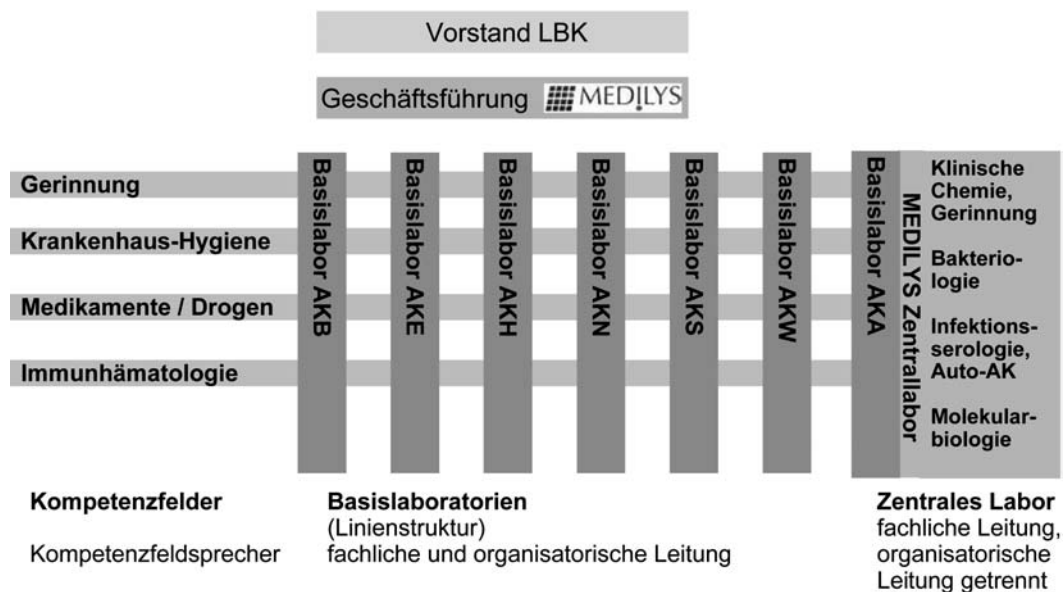 Vorstand LBK
Geschäftsführung MEDILYS
Gerinnung
Krankenhaus-Hygiene
Medikamente / Drogen
Immunhämatologie
Basislabor AKB
Basislabor AKE
Basislabor AKH
Basislabor AKN
Basislabor AKS
Basislabor AKW
Basislabor AKA
MEDILYS Zentrallabor
Klinische
Chemie,
Gerinnung
Bakterio-
logie
Infektions-
serologie,
Auto-AK
Molekular-
biologie
Kompetenzfelder
Kompetenzfeldsprecher
Basislaboratorien
(Linienstruktur)
fachliche und organisatorische Leitung
Zentrales Labor
fachliche Leitung,
organisatorische
Leitung getrennt